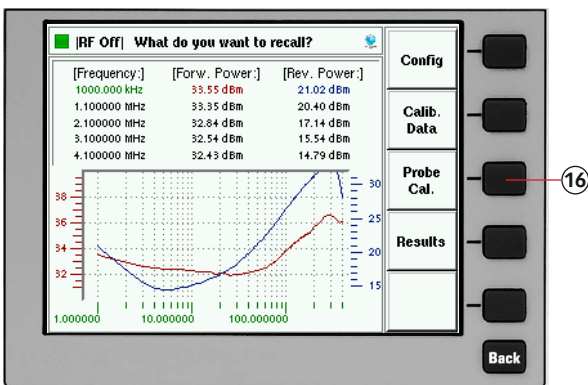 |RF Off| What do you want to recall?
[Frequency:] [Forw. Power:] [Rev. Power:]
1000.000 kHz 33.55 dBm 21.02 dBm
1.100000 MHz 33.35 dBm 20.40 dBm
2.100000 MHz 32.84 dBm 17.14 dBm
3.100000 MHz 32.54 dBm 15.54 dBm
4.100000 MHz 32.43 dBm 14.79 dBm
38
36
34
32
30
25
20
15
1.000000 10.000000 100.000000
Config
Calib.
Data
Probe
Cal.
Results
Back
16